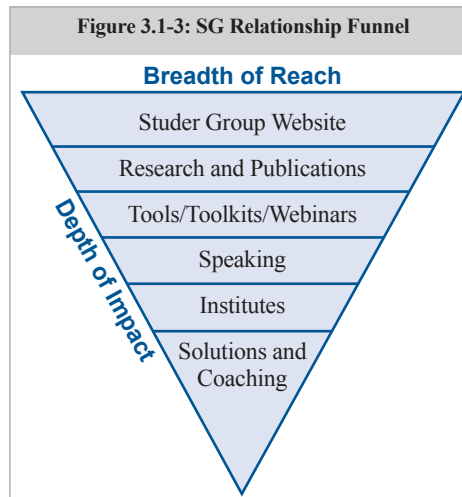 Figure 3.1-3: SG Relationship Funnel
Breadth of Reach
Studer Group Website
Research and Publications
Tools/Toolkits/Webinars
Speaking
Institutes
Solutions and
Coaching
Depth of Impact